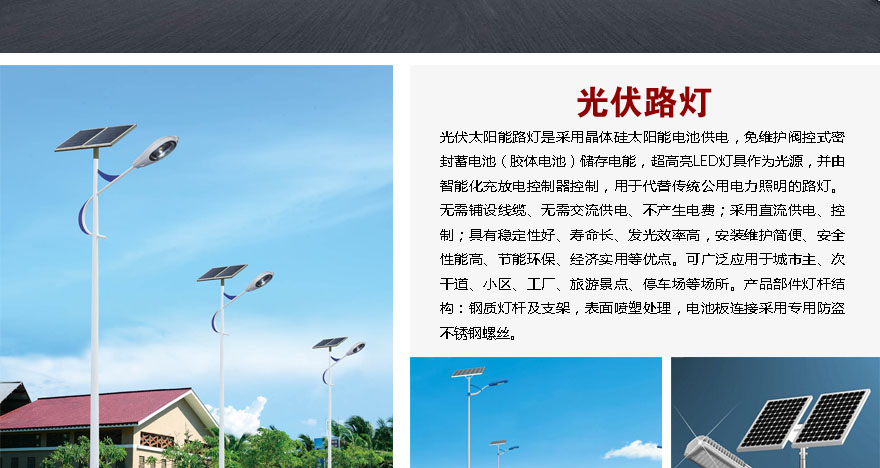 光伏路灯
光伏太阳能路灯是采用晶体硅太阳能电池供电，免维护阀控式密
封蓄电池（胶体电池）储存电能，超高亮LED灯具作为光源，并由
智能化充放电控制器控制，用于代替传统公用电力照明的路灯。
无需铺设线缆、无需交流供电、不产生电费；采用直流供电、控
制；具有稳定性好、寿命长、发光效率高，安装维护简便、安全
性能高、节能环保、经济实用等优点。可广泛应用于城市主、次
干道、小区、工厂、旅游景点、停车场等场所。产品部件灯杆结
构：钢质灯杆及支架，表面喷塑处理，电池板连接采用专用防盗
不锈钢螺丝。